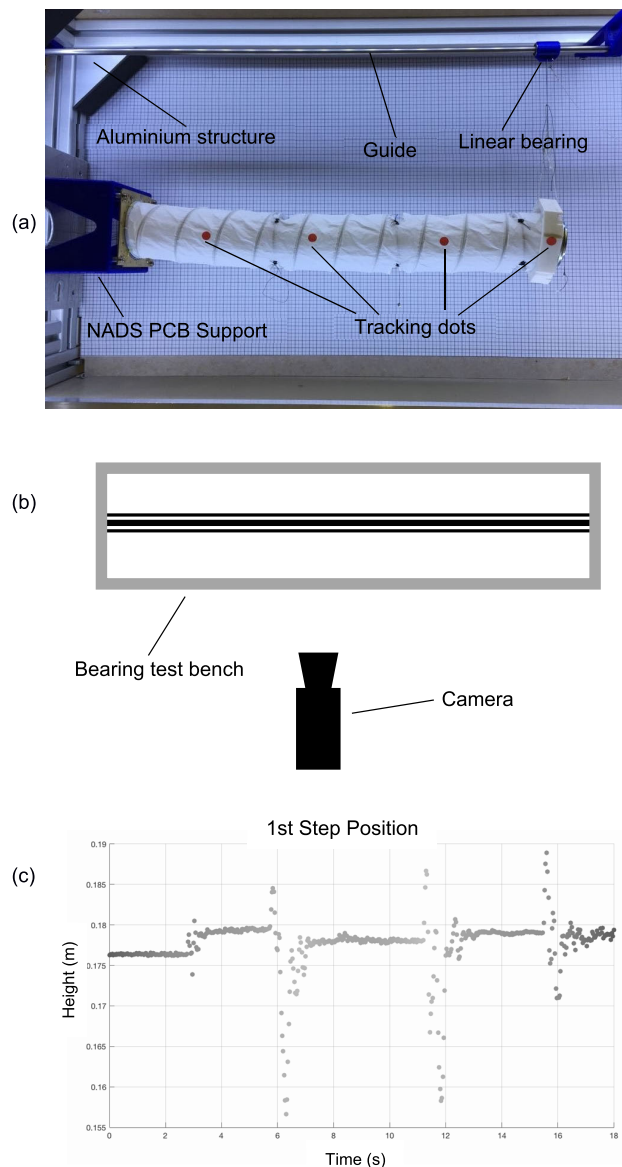 (a)
Aluminium structure
Guide
Linear bearing
NADS PCB Support
Tracking dots
(b)
Bearing test bench
Camera
(c)
1st Step Position
Height (m)
0.19
0.185
0.18
0.175
0.17
0.165
0.16
0.155
0 2 4 6 8 10 12 14 16 18
Time (s)